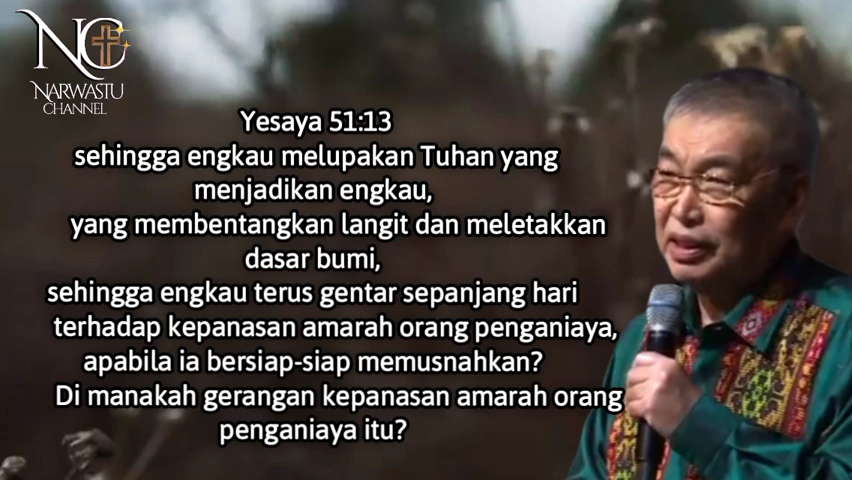 NC
NARWASTU
CHANNEL
Yesaya 51:13
sehingga engkau melupakan Tuhan yang
menjadikan engkau,
yang membentangkan langit dan meletakkan
dasar bumi,
sehingga engkau terus gentar sepanjang hari
terhadap kepanasan amarah orang penganiaya,
apabila ia bersiap-siap memusnahkan?
Di manakah gerangan kepanasan amarah orang
penganiaya itu?